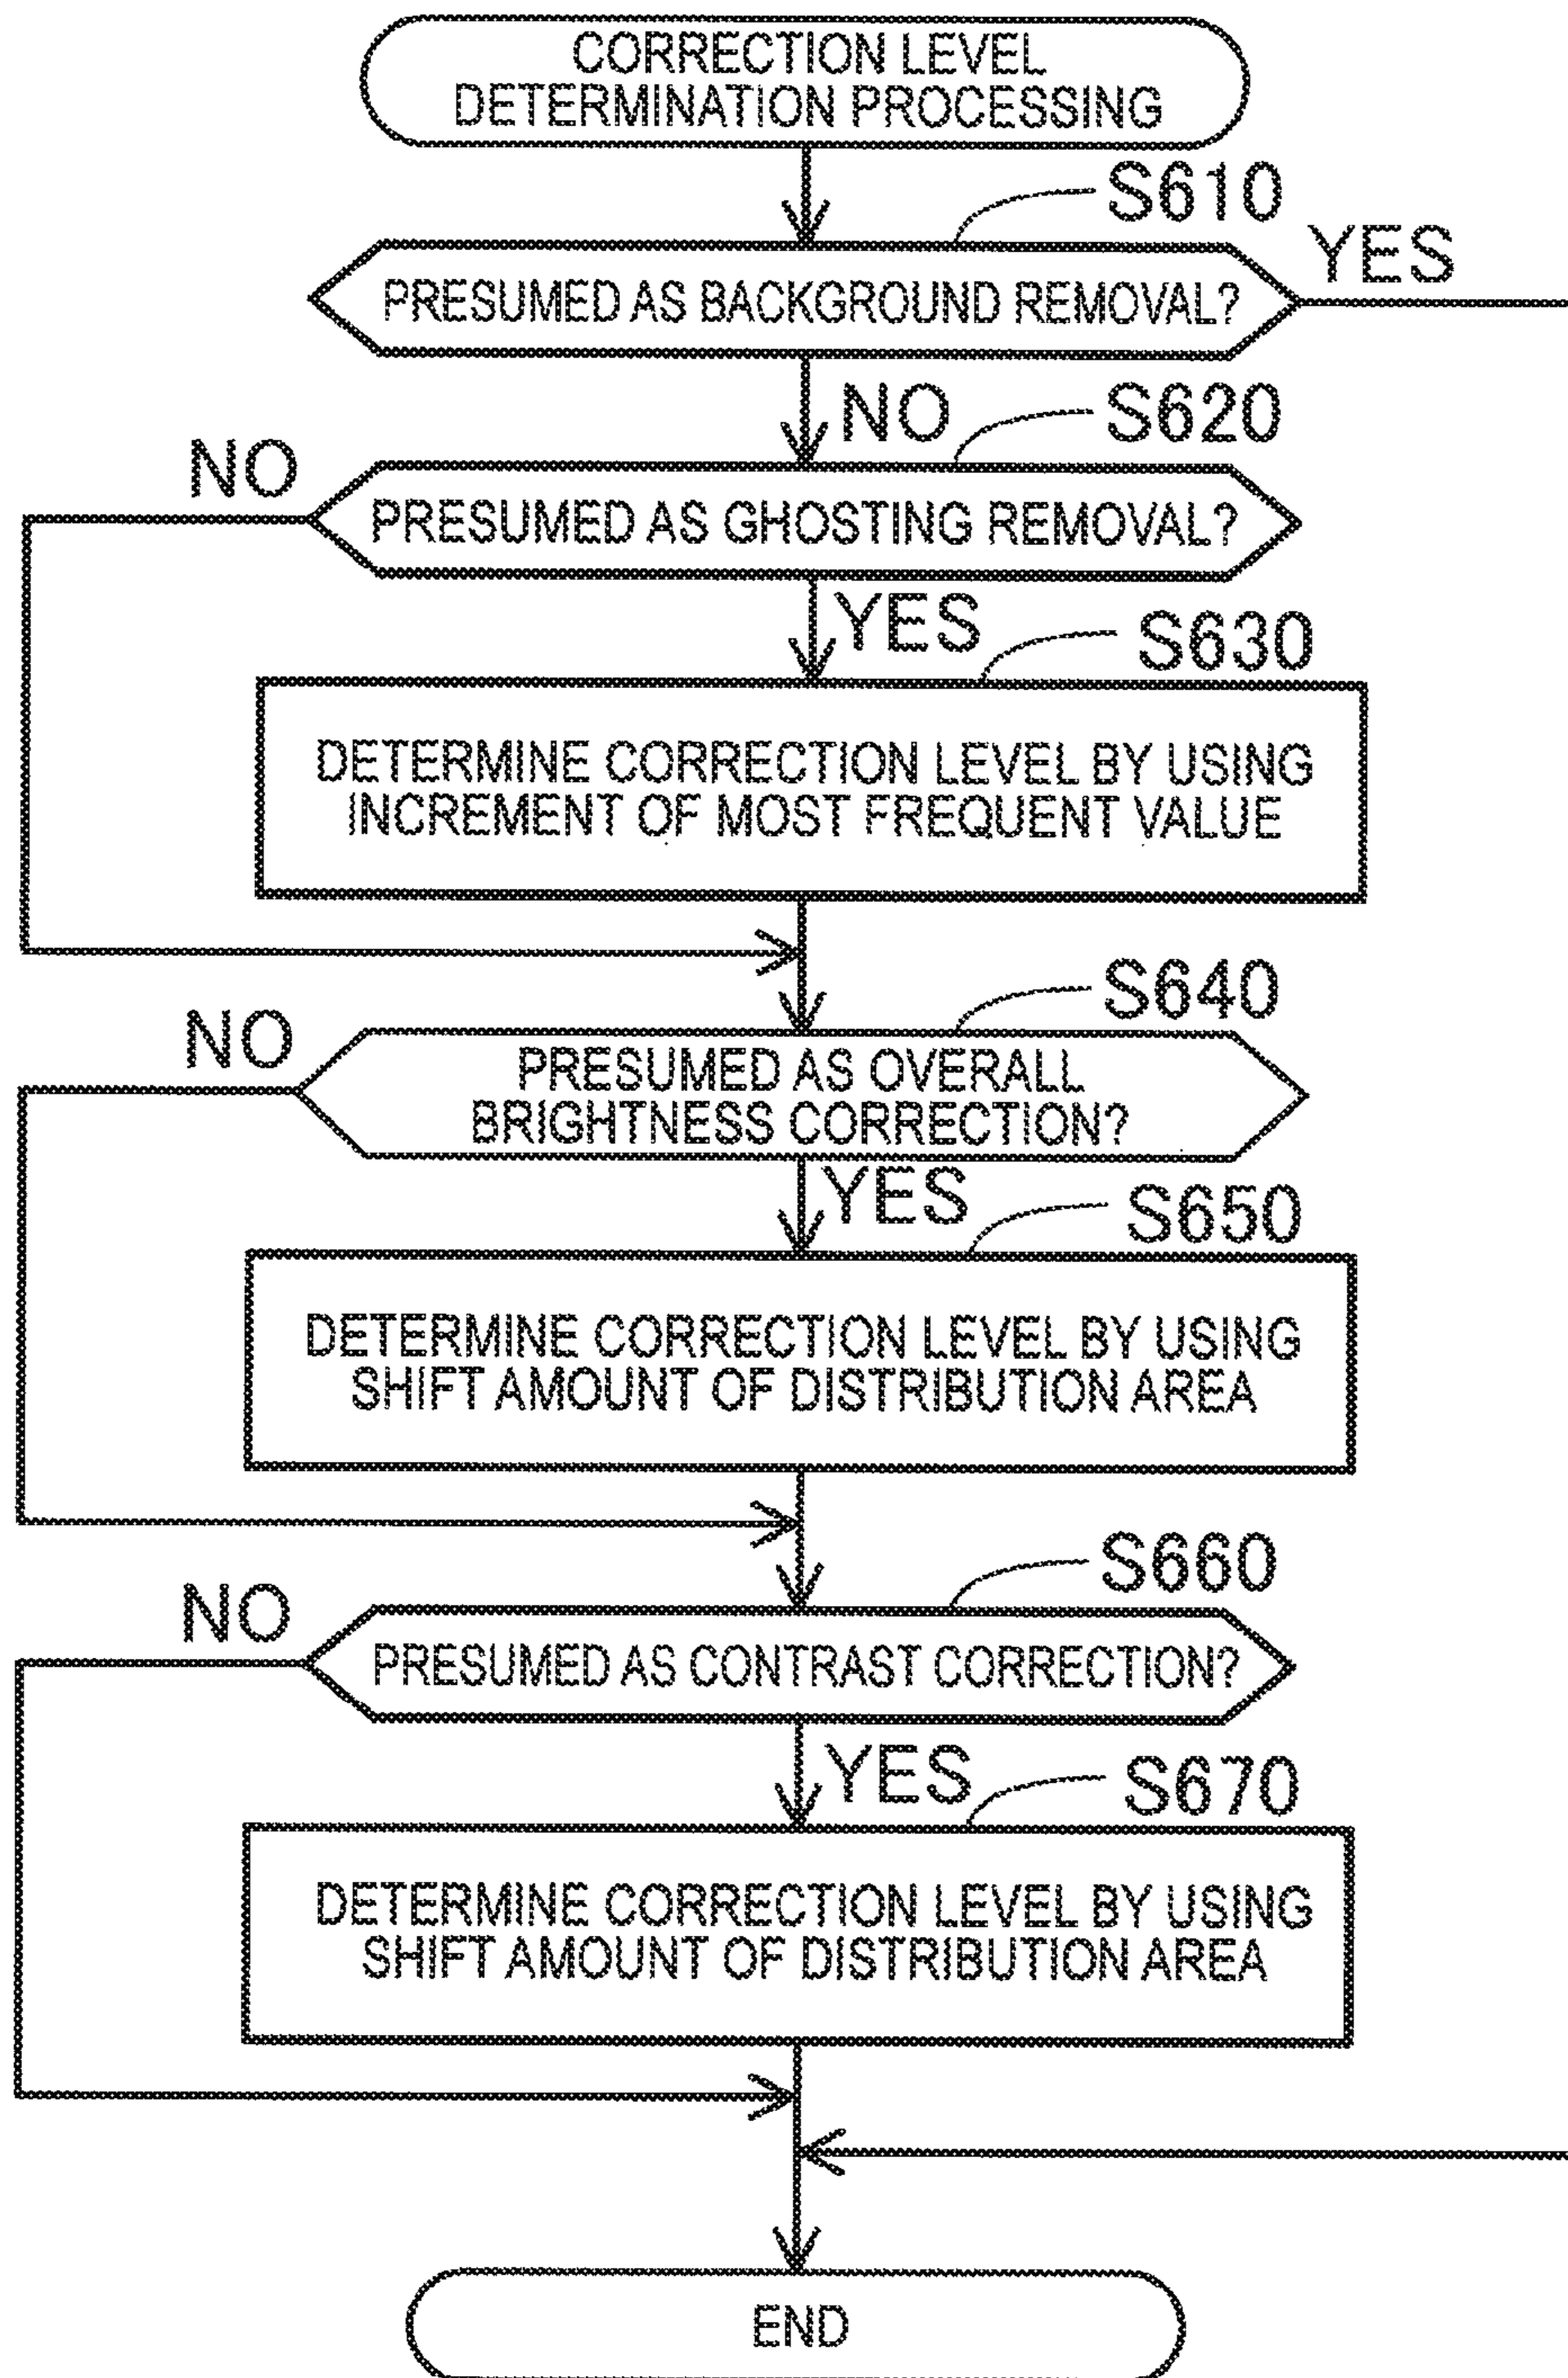 CORRECTION LEVEL
DETERMINATION PROCESSING
S610
YES
PRESUMED AS BACKGROUND REMOVAL?
NO
S620
NO
PRESUMED AS GHOSTING REMOVAL?
YES
S630
DETERMINE CORRECTION LEVEL BY USING
INCREMENT OF MOST FREQUENT VALUE
S640
NO
PRESUMED AS OVERALL
BRIGHTNESS CORRECTION?
YES
S650
DETERMINE CORRECTION LEVEL BY USING
SHIFT AMOUNT OF DISTRIBUTION AREA
S660
NO
PRESUMED AS CONTRAST CORRECTION?
YES
S670
DETERMINE CORRECTION LEVEL BY USING
SHIFT AMOUNT OF DISTRIBUTION AREA
END